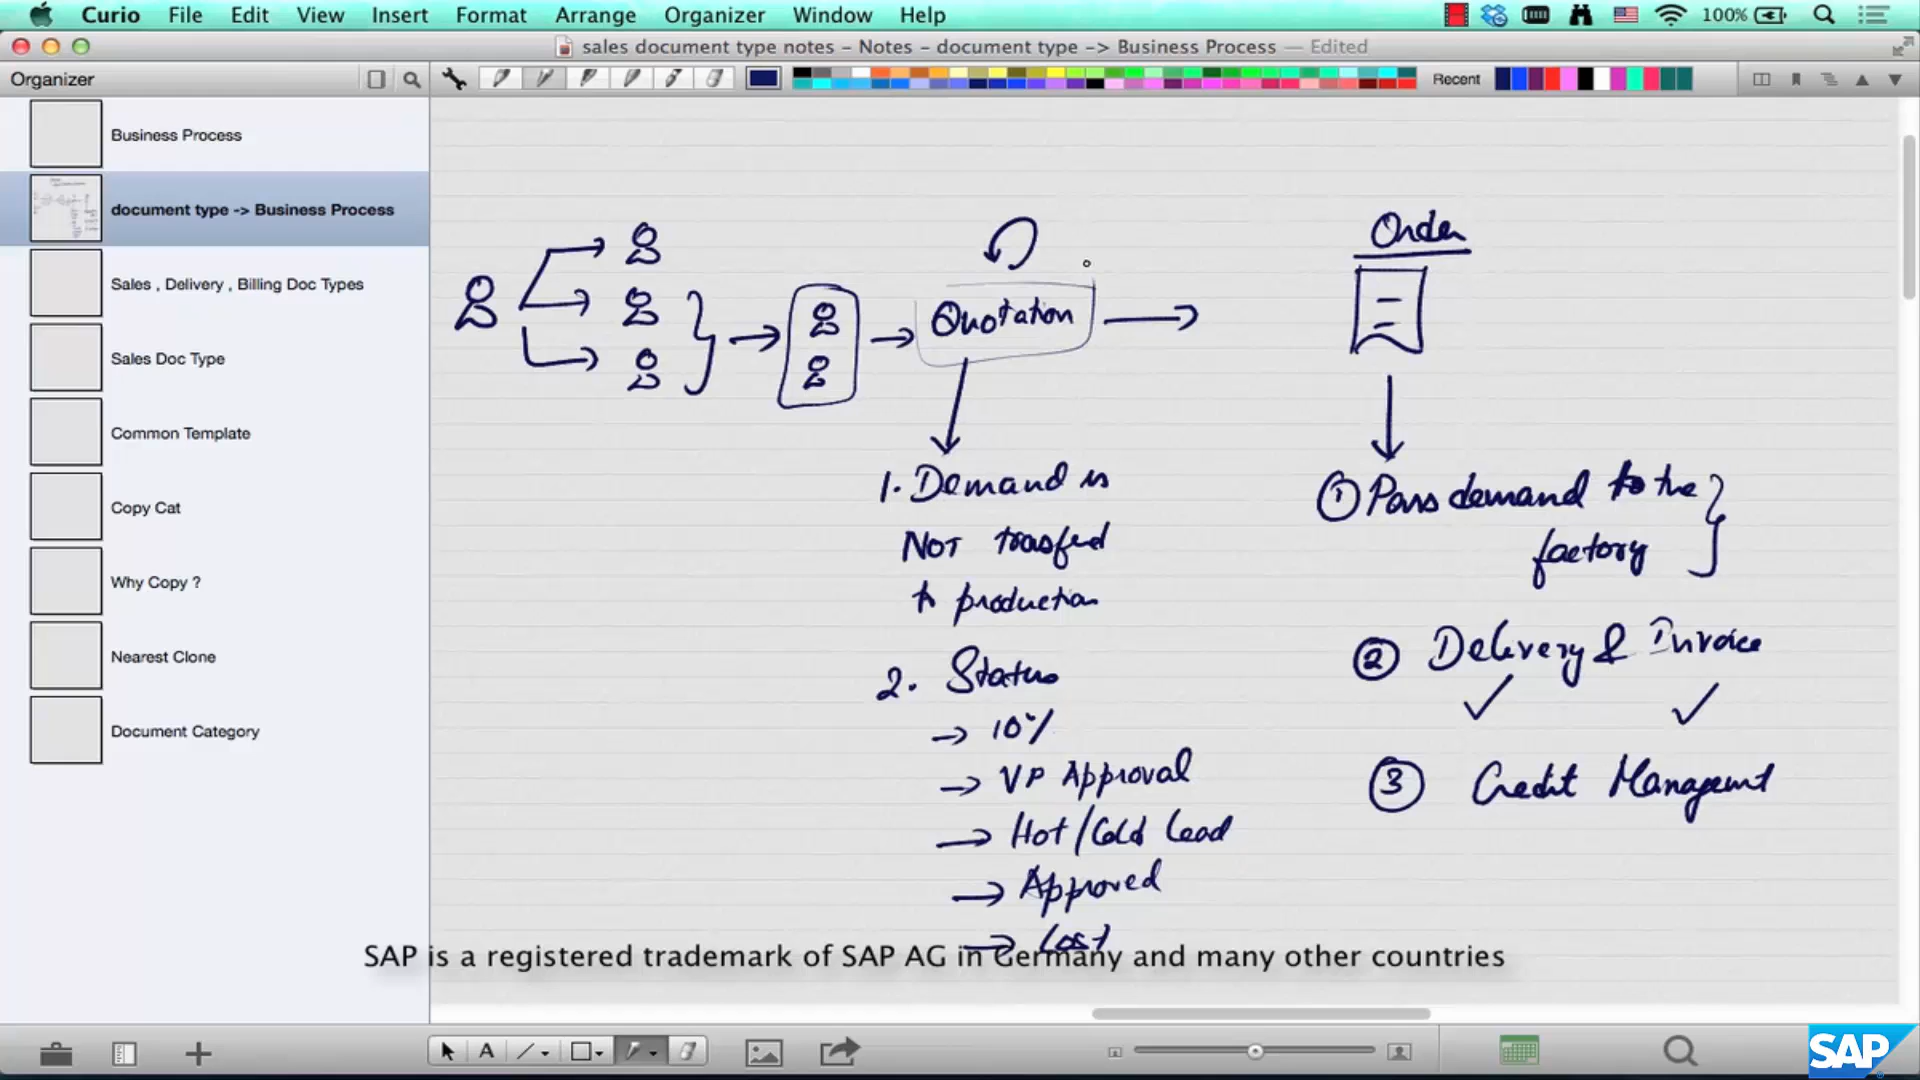 Curio File Edit View Insert Format Arrange Organizer Window Help 100%
sales document type notes – Notes – document type -> Business Process — Edited
Organizer
Recent
Business Process
document type -> Business Process
Sales , Delivery , Billing Doc Types
Sales Doc Type
Common Template
Copy Cat
Why Copy ?
Nearest Clone
Document Category
Order
Quotation
1. Demand is
NOT trasfed
to production
2. Status
→ 10%
→ VP Approval
→ Hot/Cold Lead
→ Approved
→ Lost
① Pass demand to the
factory
② Delivery & Invoice
③ Credit Managemt
SAP is a registered trademark of SAP AG in Germany and many other countries
A
SAP